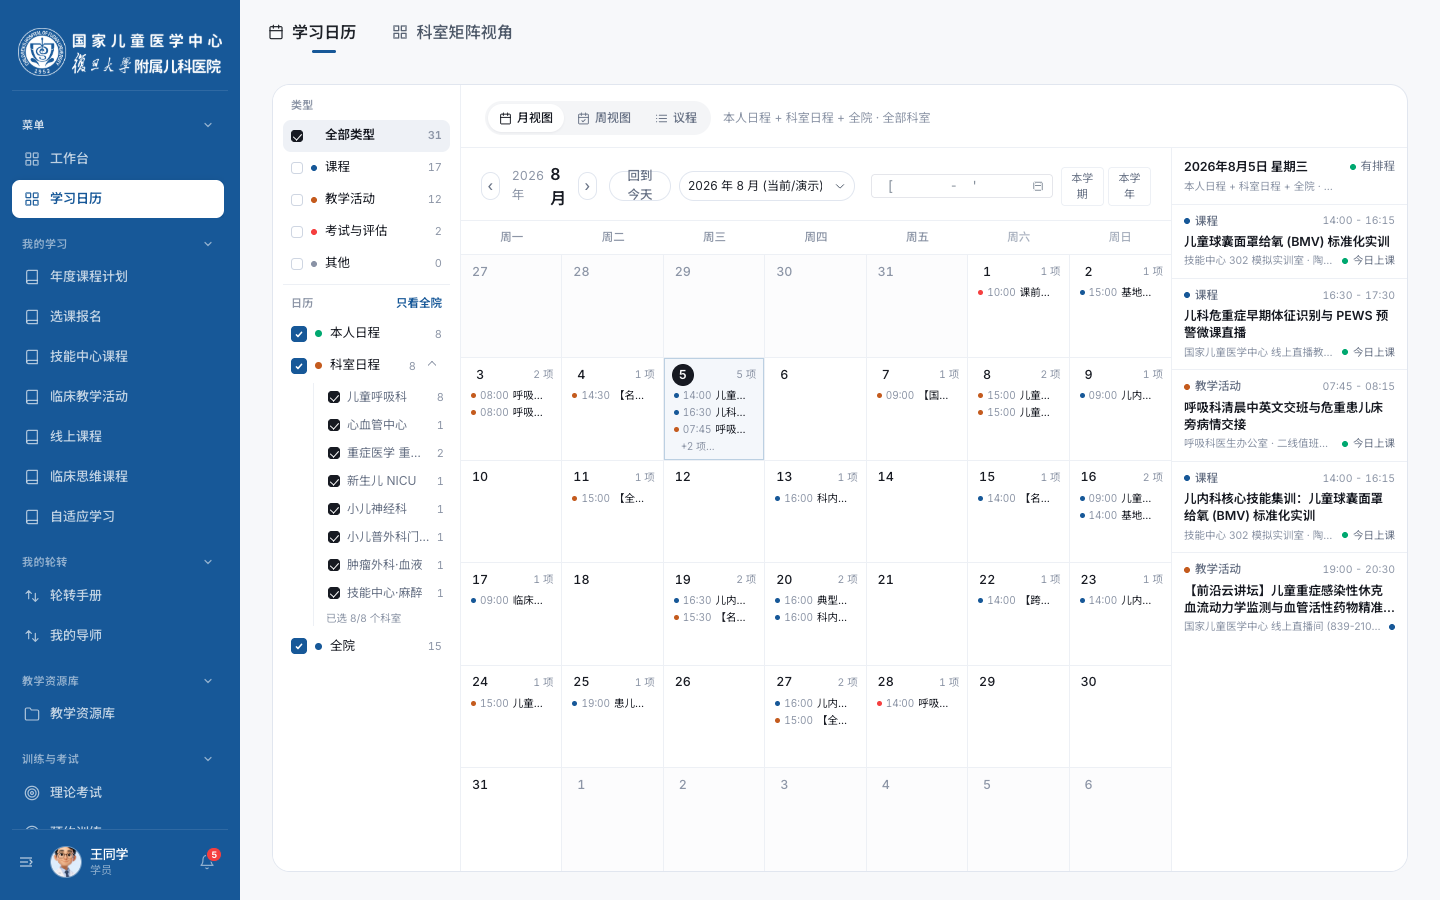 国家儿童医学中心
復旦大学附属儿科医院
1952
菜单
工作台
学习日历
我的学习
年度课程计划
选课报名
技能中心课程
临床教学活动
线上课程
临床思维课程
自适应学习
我的轮转
轮转手册
我的导师
教学资源库
教学资源库
训练与考试
理论考试
王同学
学员
5
学习日历
科室矩阵视角
类型
全部类型 31
课程 17
教学活动 12
考试与评估 2
其他 0
日历 只看全院
本人日程 8
科室日程 8
儿童呼吸科 8
心血管中心 1
重症医学 重... 2
新生儿 NICU 1
小儿神经科 1
小儿普外科门... 1
肿瘤外科·血液 1
技能中心·麻醉 1
已选 8/8 个科室
全院 15
月视图 周视图 议程 本人日程 + 科室日程 + 全院 · 全部科室
‹ 2026年 8月 › 回到今天 2026 年 8 月 (当前/演示) [ - ' 本学期 本学年
周一 周二 周三 周四 周五 周六 周日
27 28 29 30 31 1 1 项 2 1 项
10:00 课前... 15:00 基地...
3 2 项 4 1 项 5 5 项 6 7 1 项 8 2 项 9 1 项
08:00 呼吸... 14:30 【名... 14:00 儿童... 09:00 【国... 15:00 儿童... 09:00 儿内...
08:00 呼吸... 16:30 儿科... 15:00 儿童...
07:45 呼吸...
+2 项...
10 11 1 项 12 13 1 项 14 15 1 项 16 2 项
15:00 【全... 16:00 科内... 14:00 【名... 09:00 儿童...
14:00 基地...
17 1 项 18 19 2 项 20 2 项 21 22 1 项 23 1 项
09:00 临床... 16:30 儿内... 16:00 典型... 14:00 【跨... 14:00 儿内...
15:30 【名... 16:00 科内...
24 1 项 25 1 项 26 27 2 项 28 1 项 29 30
15:00 儿童... 19:00 患儿... 16:00 儿内... 14:00 呼吸...
15:00 【全...
31 1 2 3 4 5 6
2026年8月5日 星期三 有排程
本人日程 + 科室日程 + 全院 · ...
课程 14:00 - 16:15
儿童球囊面罩给氧 (BMV) 标准化实训
技能中心 302 模拟实训室 · 陶... 今日上课
课程 16:30 - 17:30
儿科危重症早期体征识别与 PEWS 预
警微课直播
国家儿童医学中心 线上直播教... 今日上课
教学活动 07:45 - 08:15
呼吸科清晨中英文交班与危重患儿床
旁病情交接
呼吸科医生办公室 · 二线值班... 今日上课
课程 14:00 - 16:15
儿内科核心技能集训：儿童球囊面罩
给氧 (BMV) 标准化实训
技能中心 302 模拟实训室 · 陶... 今日上课
教学活动 19:00 - 20:30
【前沿云讲坛】儿童重症感染性休克
血流动力学监测与血管活性药物精准...
国家儿童医学中心 线上直播间 (839-210...